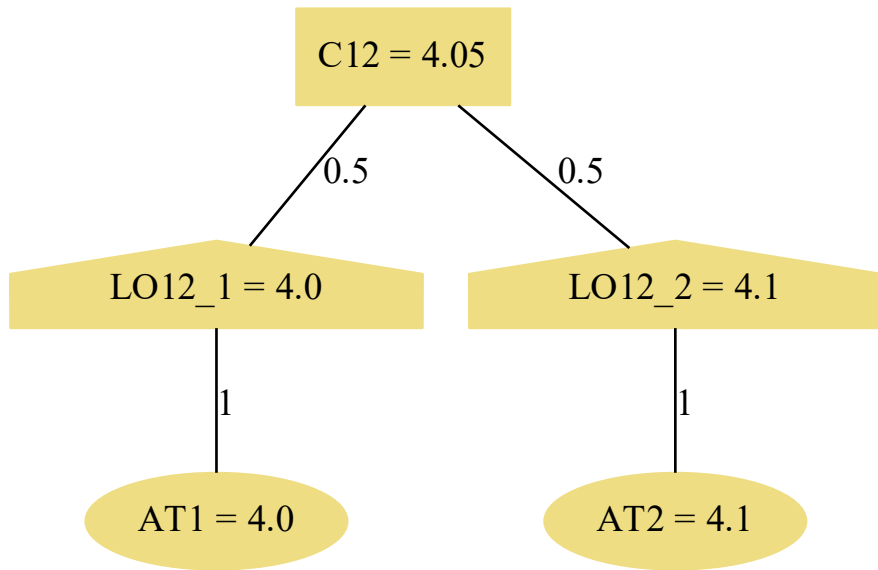 C12 = 4.05
0.5
0.5
LO12_1 = 4.0
LO12_2 = 4.1
1
1
AT1 = 4.0
AT2 = 4.1